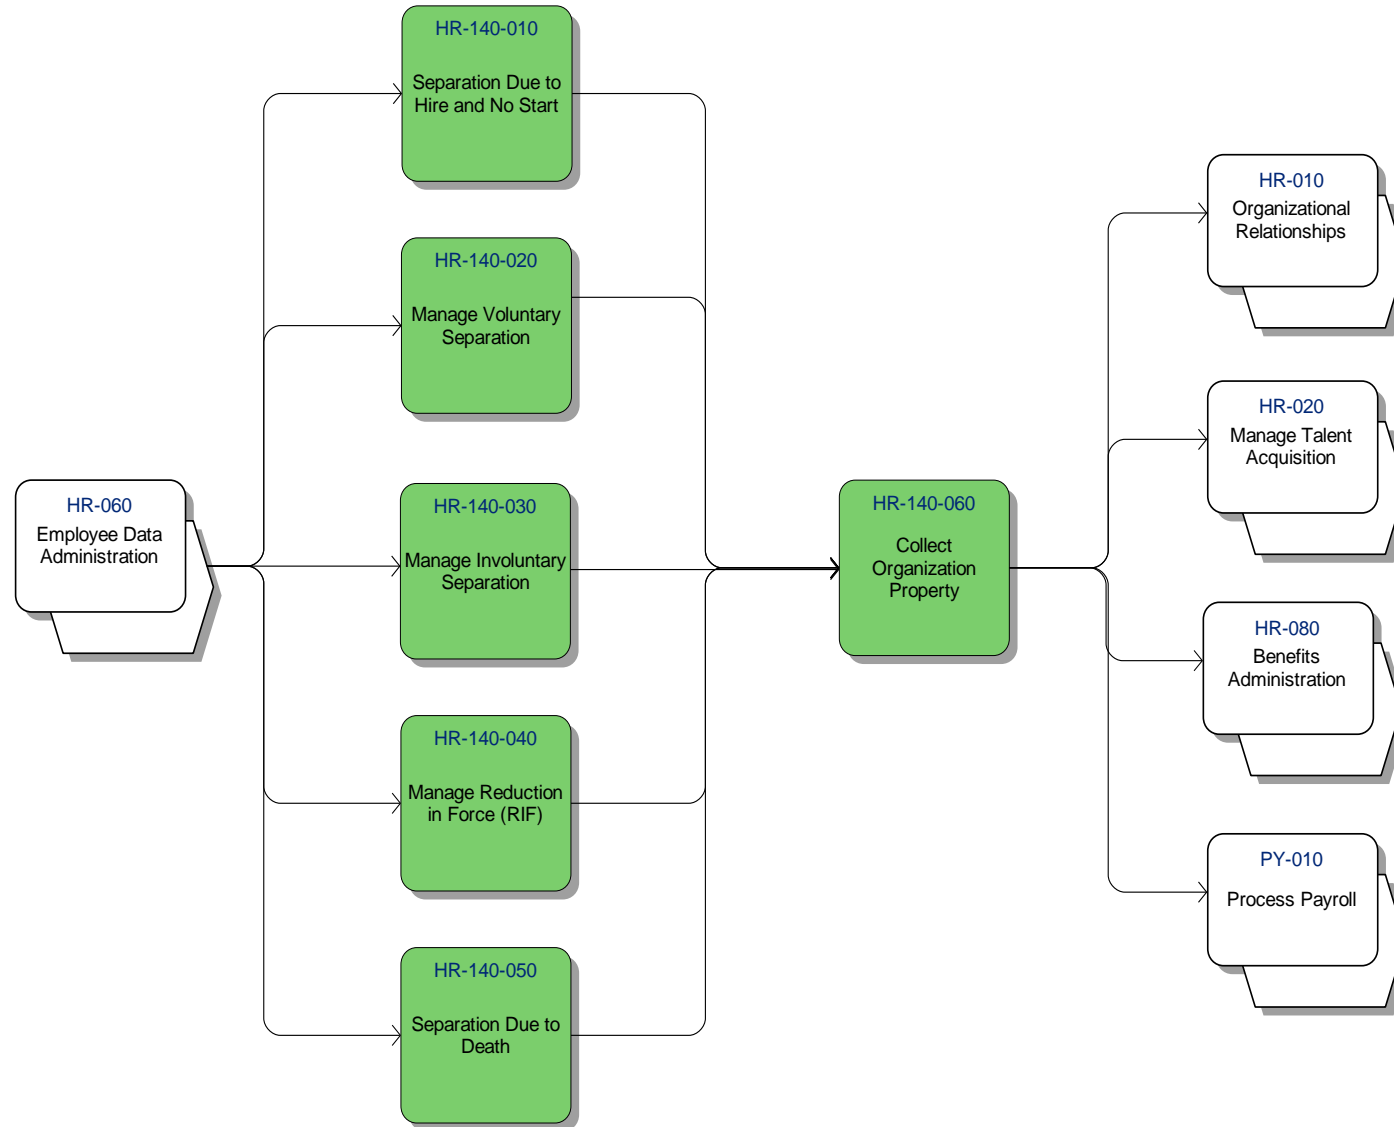 HR-140-010
Separation Due to
Hire and No Start
HR-140-020
Manage Voluntary
Separation
HR-060
Employee Data
Administration
HR-140-030
Manage Involuntary
Separation
HR-140-040
Manage Reduction
in Force (RIF)
HR-140-050
Separation Due to
Death
HR-140-060
Collect
Organization
Property
HR-010
Organizational
Relationships
HR-020
Manage Talent
Acquisition
HR-080
Benefits
Administration
PY-010
Process Payroll